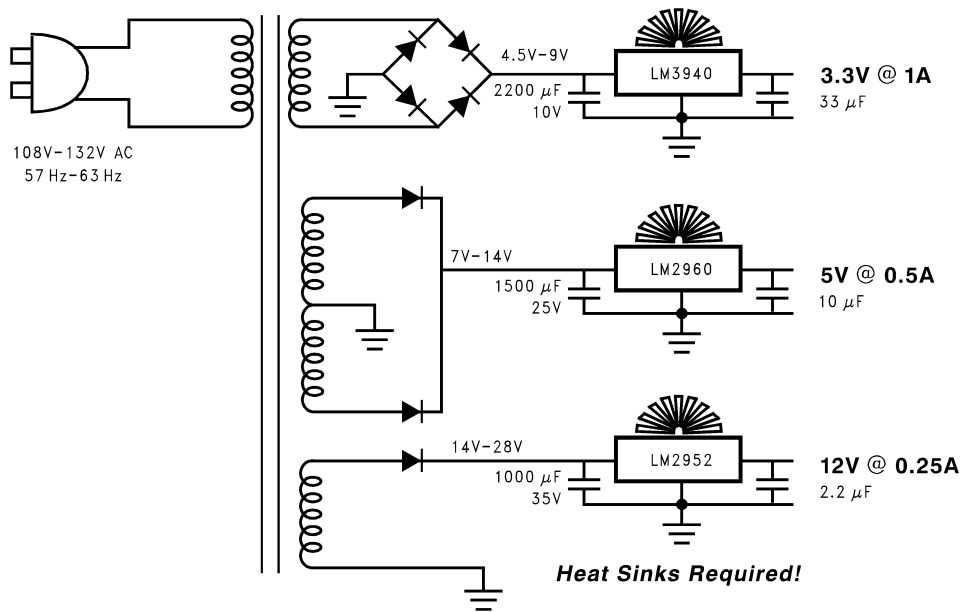 4.5V–9V
LM3940
2200 μF
10V
3.3V @ 1A
33 μF
108V–132V AC
57 Hz–63 Hz
7V–14V
LM2960
1500 μF
25V
5V @ 0.5A
10 μF
14V–28V
LM2952
1000 μF
35V
12V @ 0.25A
2.2 μF
Heat Sinks Required!